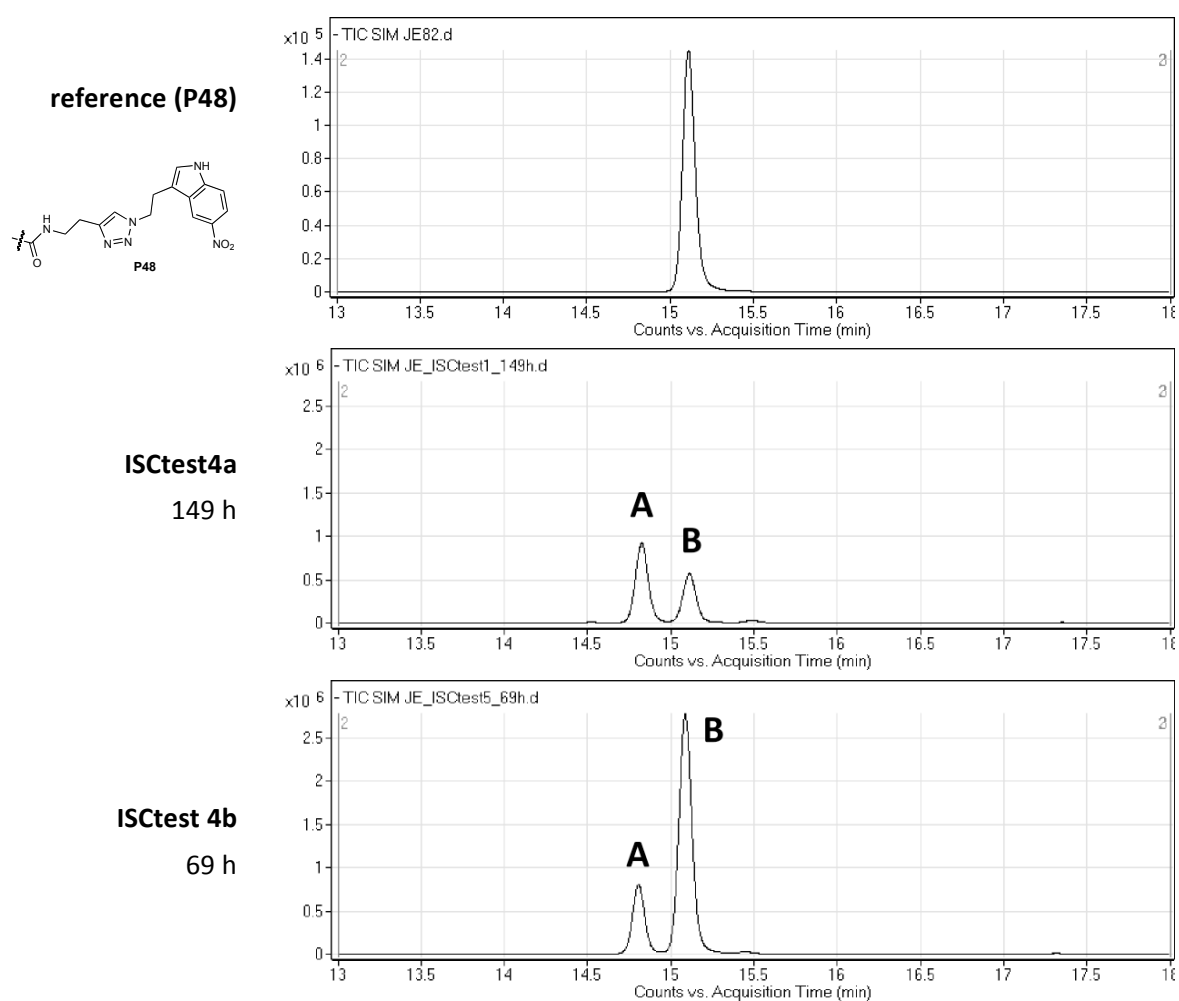 x10 5
- TIC SIM JE82.d
2
2
1.4
1.2
1
0.8
0.6
0.4
0.2
0
13 13.5 14 14.5 15 15.5 16 16.5 17 17.5
Counts vs. Acquisition Time (min)
reference (P48)
NH
H
N
O
N=N
N
NO2
P48
x10 6
- TIC SIM JE_ISCtest1_149h.d
2
2
2.5
2
1.5
1
0.5
0
A
B
13 13.5 14 14.5 15 15.5 16 16.5 17 17.5
Counts vs. Acquisition Time (min)
ISCtest4a
149 h
x10 6
- TIC SIM JE_ISCtest5_69h.d
2
2
2.5
2
1.5
1
0.5
0
A
B
13 13.5 14 14.5 15 15.5 16 16.5 17 17.5
Counts vs. Acquisition Time (min)
ISCtest 4b
69 h